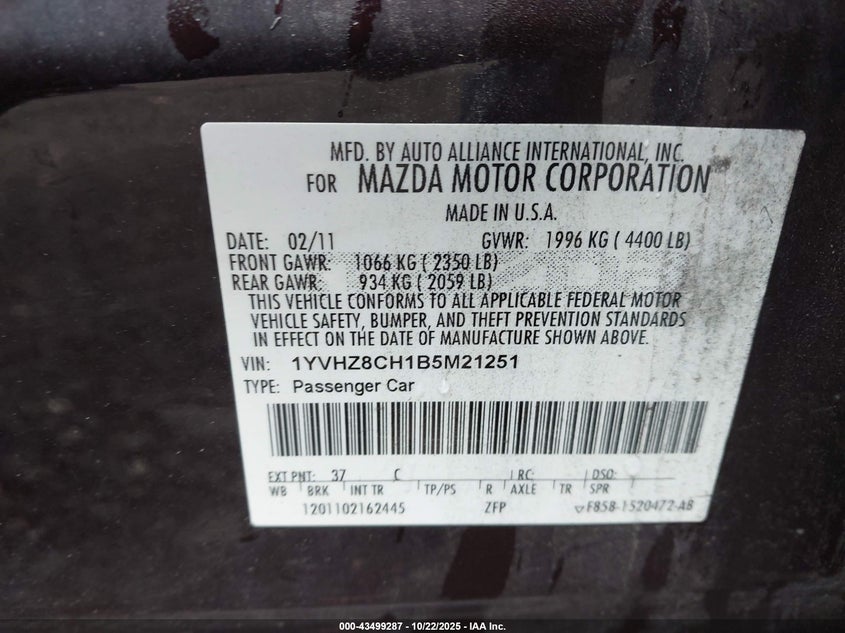 MFD. BY AUTO ALLIANCE INTERNATIONAL, INC.
FOR MAZDA MOTOR CORPORATION
MADE IN U.S.A.
DATE: 02/11 GVWR: 1996 KG ( 4400 LB)
FRONT GAWR: 1066 KG ( 2350 LB)
REAR GAWR: 934 KG ( 2059 LB)
THIS VEHICLE CONFORMS TO ALL APPLICABLE FEDERAL MOTOR
VEHICLE SAFETY, BUMPER, AND THEFT PREVENTION STANDARDS
IN EFFECT ON THE DATE OF MANUFACTURE SHOWN ABOVE.
VIN: 1YVHZ8CH1B5M21251
TYPE: Passenger Car
EXT PNT: 37 C RC: DSO:
WB BRK INT TR TP/PS R AXLE TR SPR
1201102162445 ZFP F858-1520472-AB
000-43499287 - 10/22/2025 - IAA Inc.